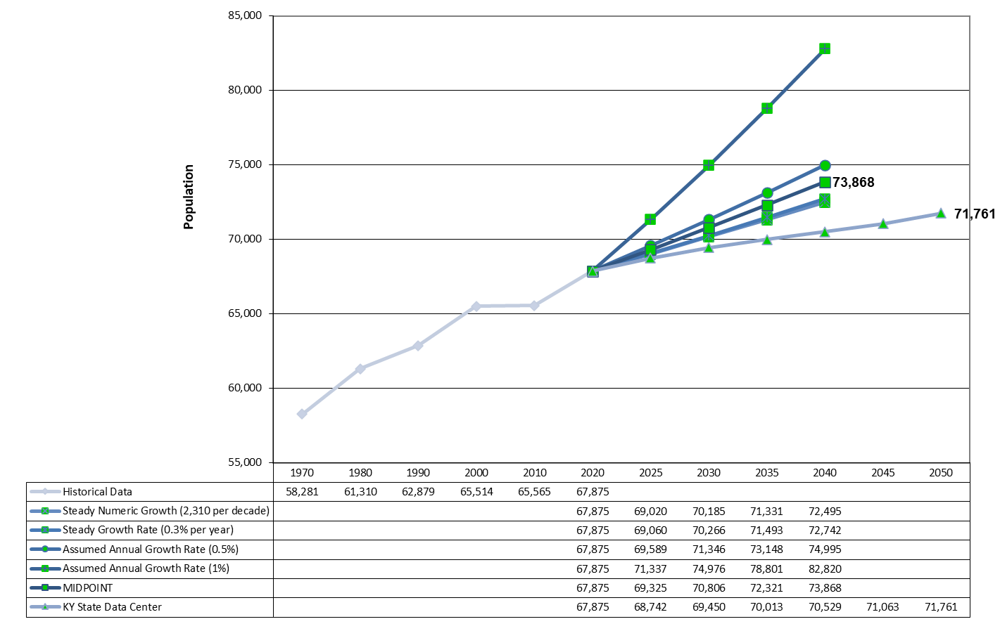 85,000
80,000
75,000
73,868
71,761
70,000
65,000
60,000
55,000
Population
1970 1980 1990 2000 2010 2020 2025 2030 2035 2040 2045 2050
Historical Data 58,281 61,310 62,879 65,514 65,565 67,875
Steady Numeric Growth (2,310 per decade) 67,875 69,020 70,185 71,331 72,495
Steady Growth Rate (0.3% per year) 67,875 69,060 70,266 71,493 72,742
Assumed Annual Growth Rate (0.5%) 67,875 69,589 71,346 73,148 74,995
Assumed Annual Growth Rate (1%) 67,875 71,337 74,976 78,801 82,820
MIDPOINT 67,875 69,325 70,806 72,321 73,868
KY State Data Center 67,875 68,742 69,450 70,013 70,529 71,063 71,761